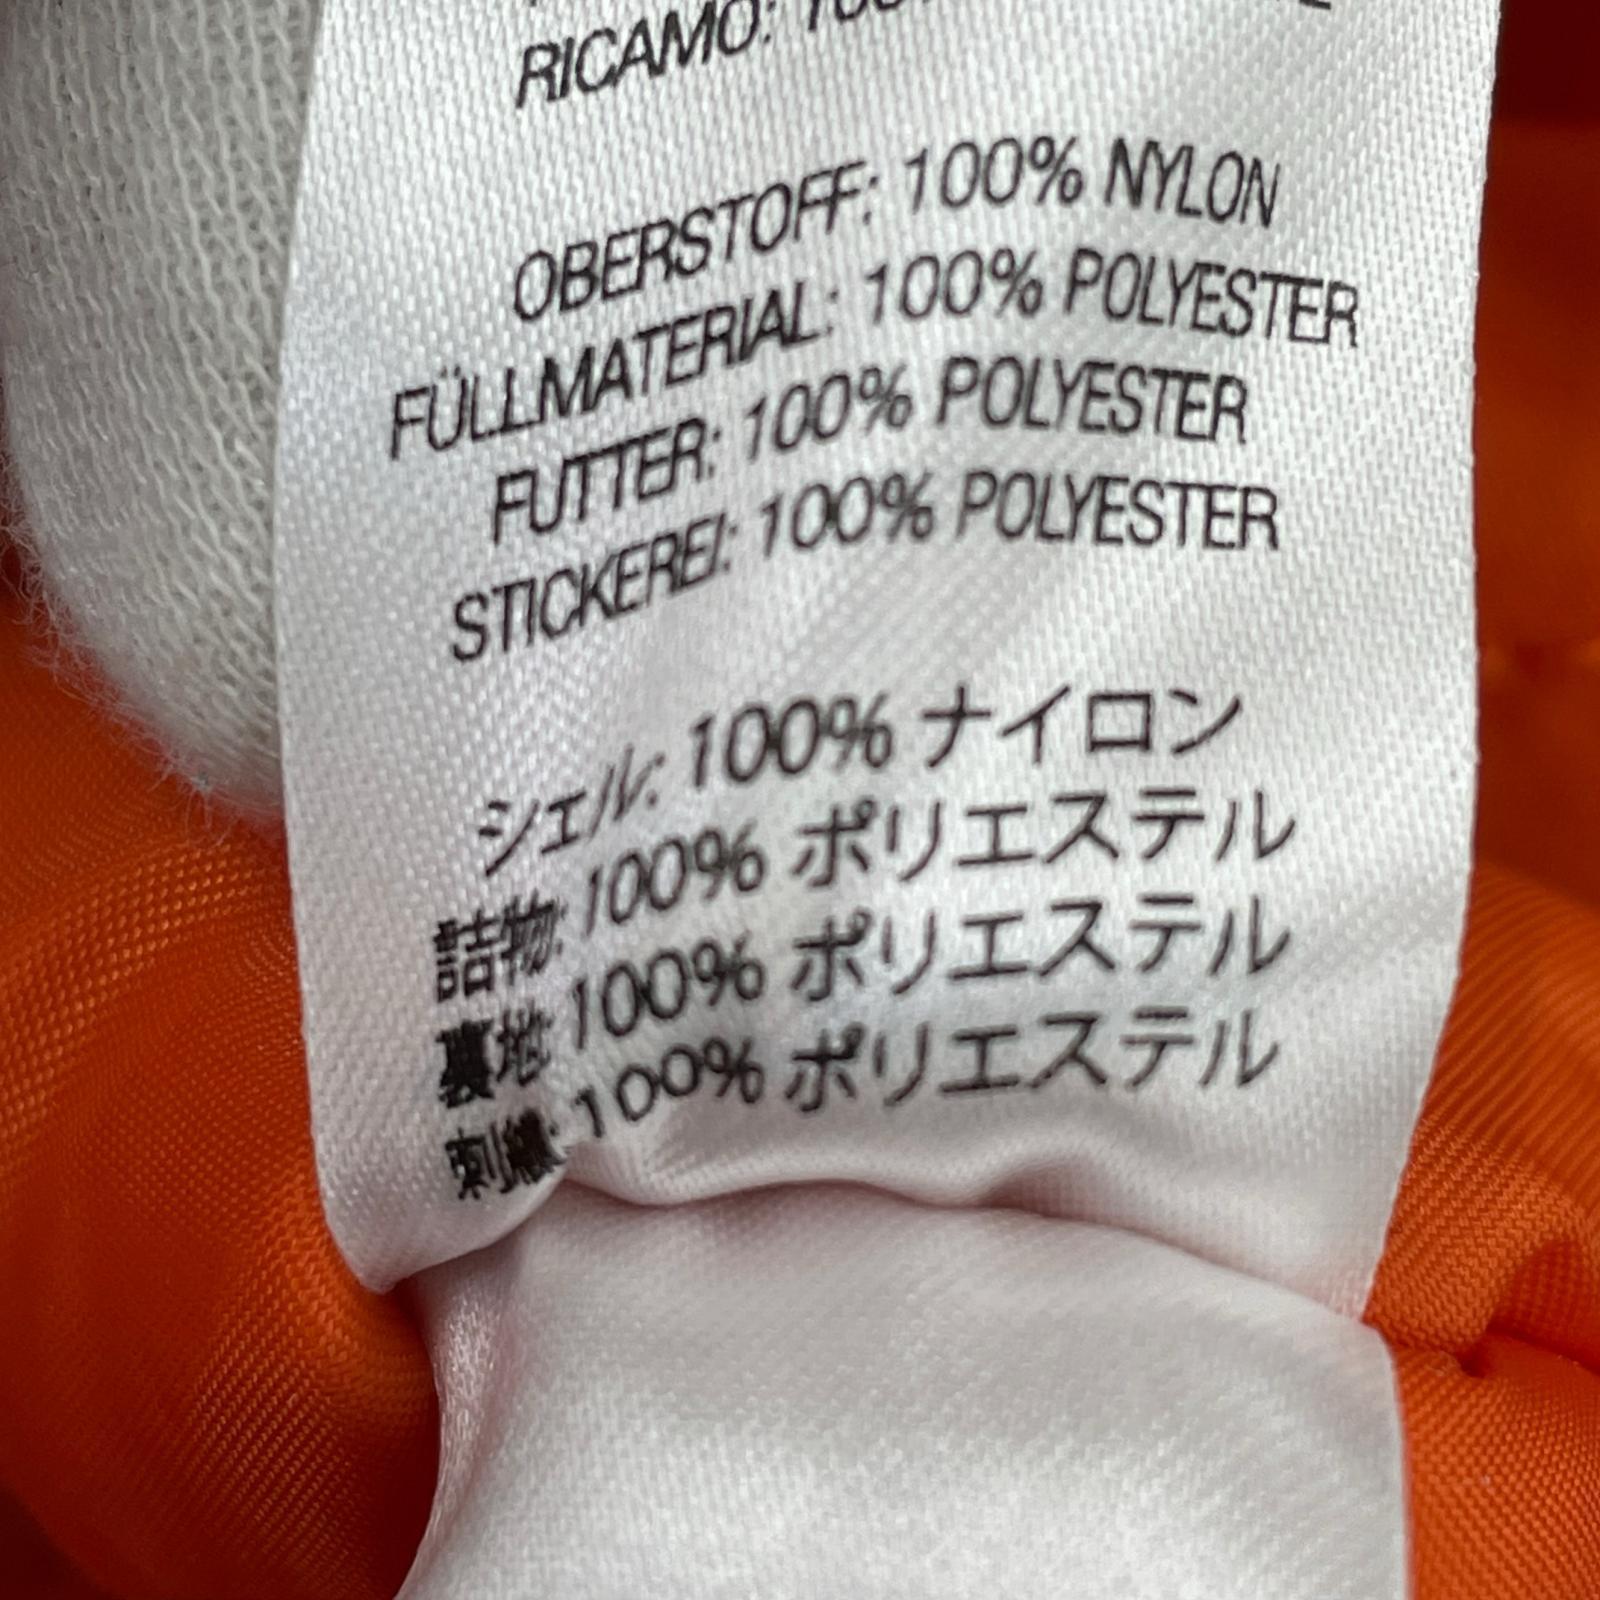 RICAMO:
OBERSTOFF: 100% NYLON
FÜLLMATERIAL: 100% POLYESTER
FUTTER: 100% POLYESTER
STICKEREI: 100% POLYESTER
シェル: 100% ナイロン
詰物: 100% ポリエステル
裏地: 100% ポリエステル
刺繍: 100% ポリエステル